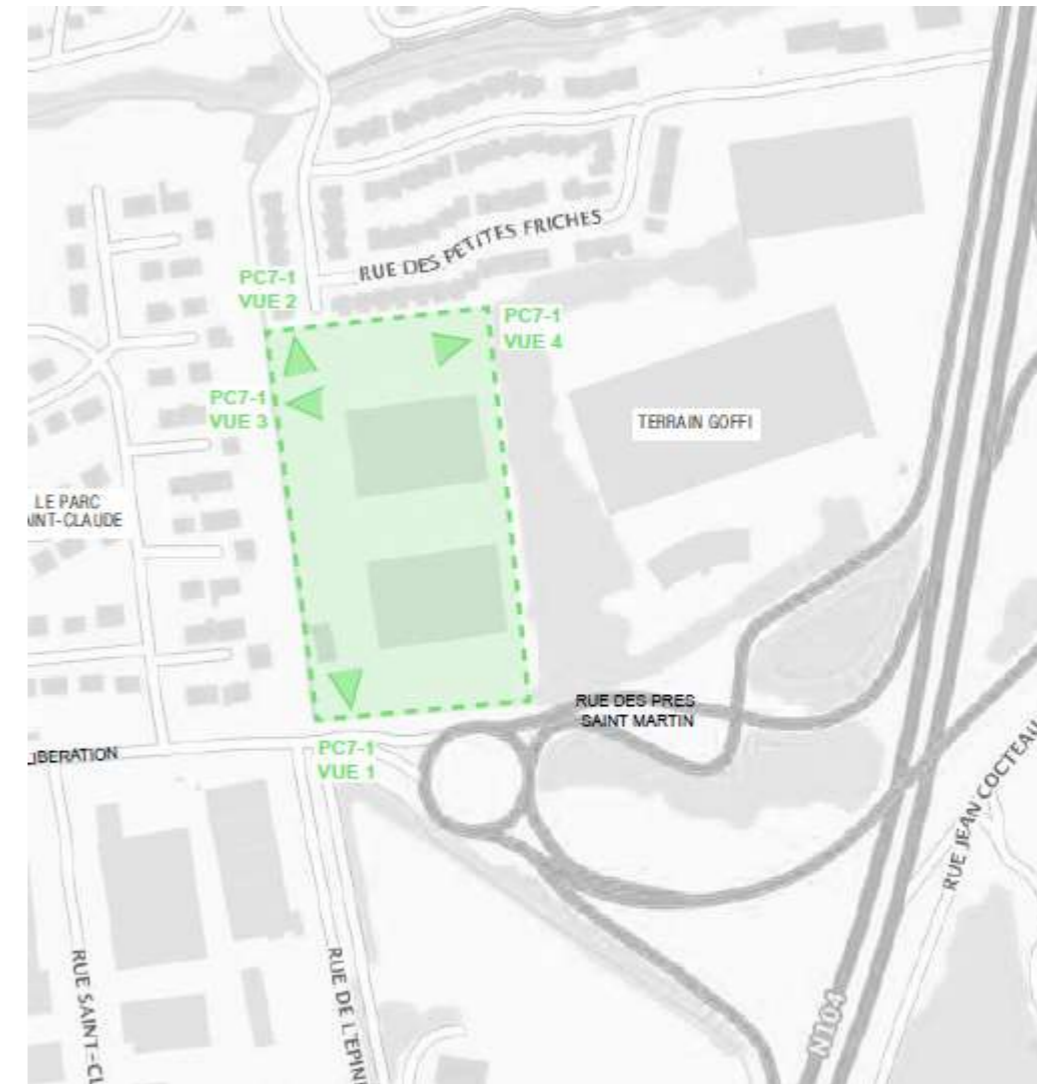 RUE DES PETITES FRICHES
PC7-1
VUE 2
PC7-1
VUE 4
PC7-1
VUE 3
TERRAIN GOFFI
LE PARC
INT-CLAUDE
RUE DES PRES
SAINT MARTIN
PC7-1
VUE 1
IBERATION
RUE JEAN COCTEAU
RUE SAINT-CL
RUE DE L'EPIN
N104